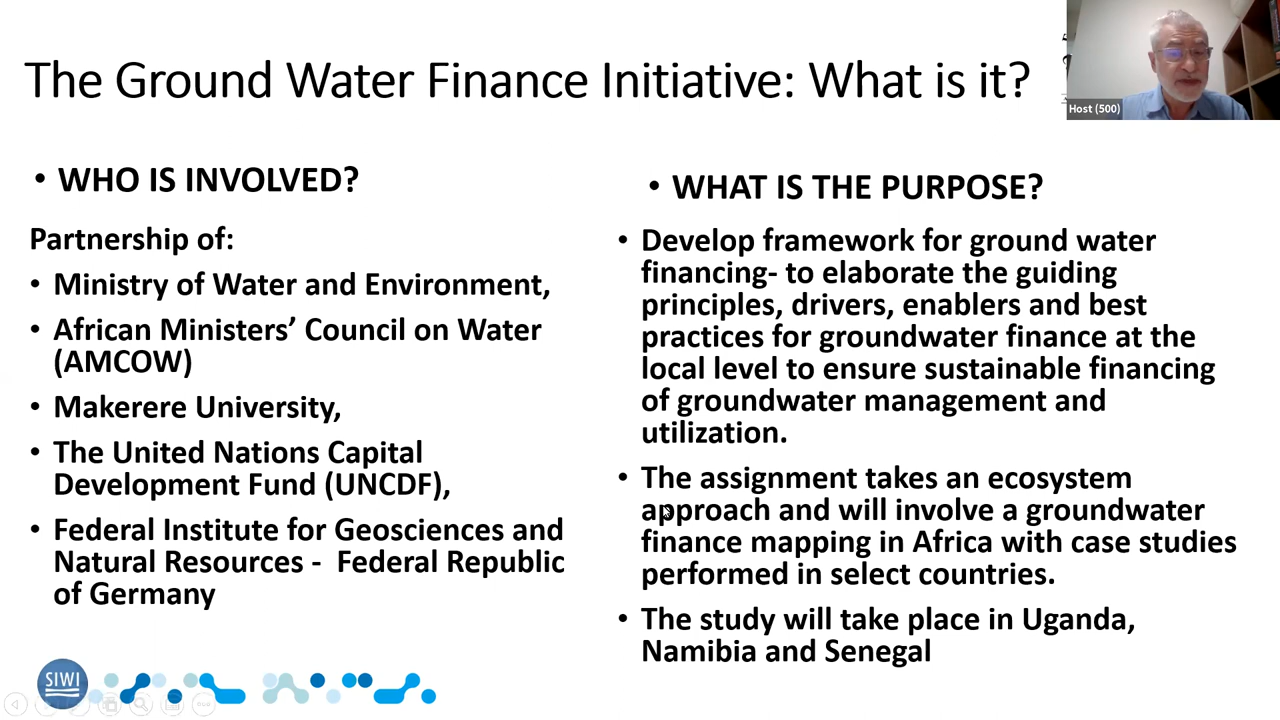 The Ground Water Finance Initiative: What is it?
Host (500)
• WHO IS INVOLVED?
Partnership of:
• Ministry of Water and Environment,
• African Ministers’ Council on Water
(AMCOW)
• Makerere University,
• The United Nations Capital
Development Fund (UNCDF),
• Federal Institute for Geosciences and
Natural Resources -  Federal Republic
of Germany
• WHAT IS THE PURPOSE?
• Develop framework for ground water
financing- to elaborate the guiding
principles, drivers, enablers and best
practices for groundwater finance at the
local level to ensure sustainable financing
of groundwater management and
utilization.
• The assignment takes an ecosystem
approach and will involve a groundwater
finance mapping in Africa with case studies
performed in select countries.
• The study will take place in Uganda,
Namibia and Senegal
SIWI